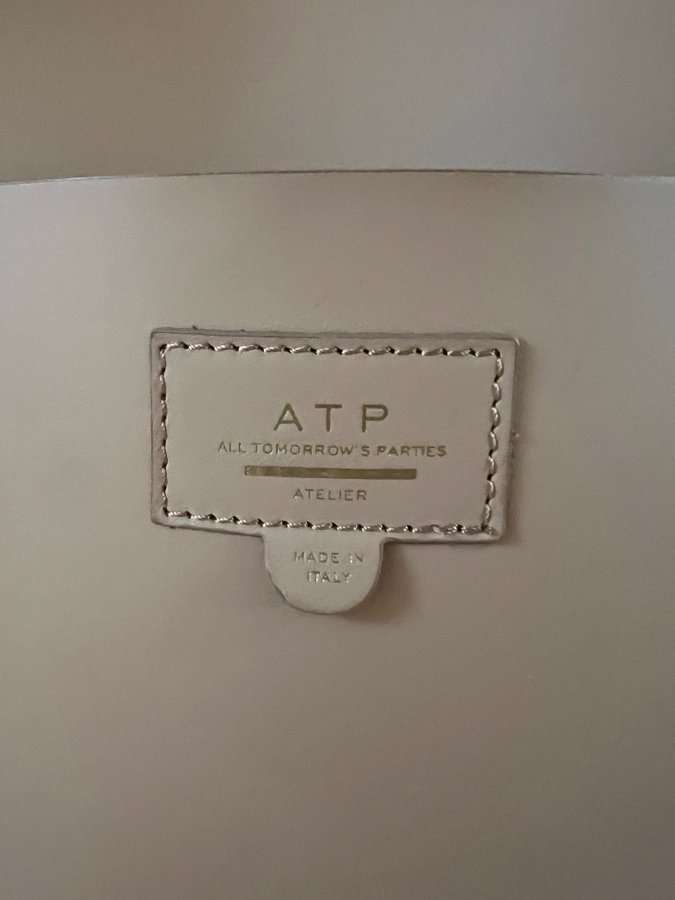 ATP
ALL TOMORROW'S PARTIES
ATELIER
MADE IN
ITALY